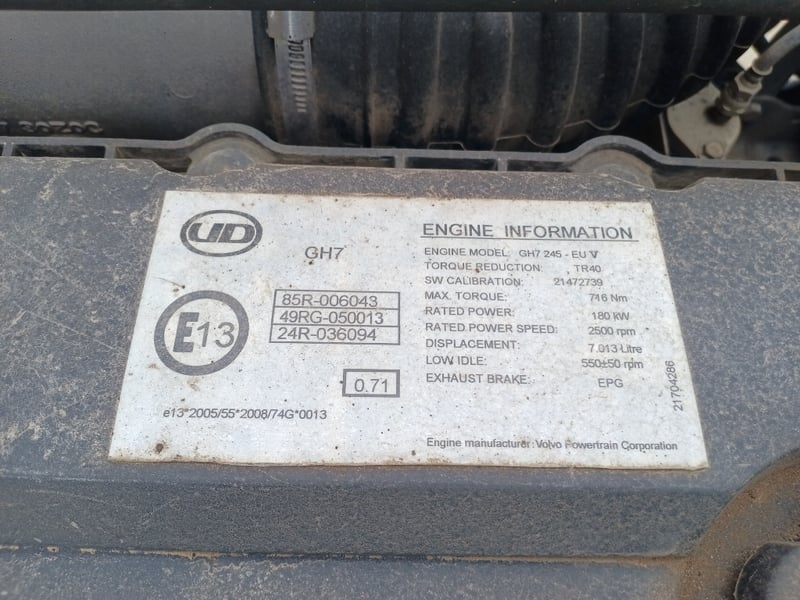 UD
GH7
E13
85R-006043
49RG-050013
24R-036094
0.71
e13*2005/55*2008/74G*0013
ENGINE INFORMATION
ENGINE MODEL: GH7 245 - EU V
TORQUE REDUCTION: TR40
SW CALIBRATION: 21472739
MAX. TORQUE: 716 Nm
RATED POWER: 180 kW
RATED POWER SPEED: 2500 rpm
DISPLACEMENT: 7.013 Litre
LOW IDLE: 550±50 rpm
EXHAUST BRAKE: EPG
Engine manufacturer: Volvo Powertrain Corporation
21704286